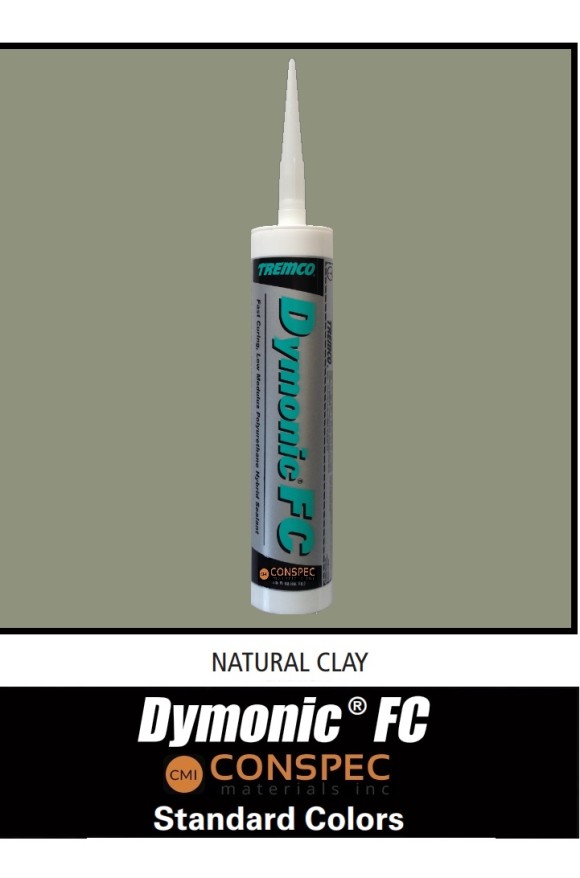 TREMCO
Dymonic® FC
Fast Curing, Low Modulus Polyurethane Hybrid Sealant
TREMCO
CONSPEC
NATURAL CLAY
Dymonic® FC
CMI CONSPEC
materials inc
Standard Colors